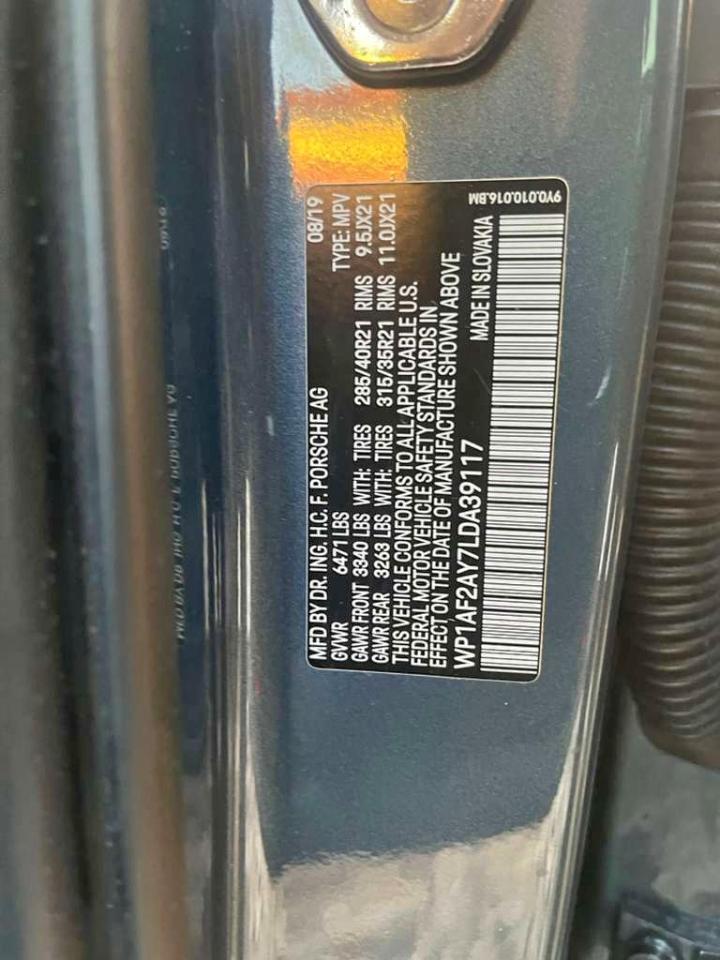 MFD BY DR. ING. H.C. F. PORSCHE AG 08/19
GVWR 6471 LBS TYPE: MPV
GAWR FRONT 3340 LBS WITH: TIRES 285/40R21 RIMS 9.5JX21
GAWR REAR 3263 LBS WITH: TIRES 315/35R21 RIMS 11.0JX21
THIS VEHICLE CONFORMS TO ALL APPLICABLE U.S.
FEDERAL MOTOR VEHICLE SAFETY STANDARDS IN
EFFECT ON THE DATE OF MANUFACTURE SHOWN ABOVE
WP1AF2AY7LDA39117 MADE IN SLOVAKIA
9Y0.010.016.BM